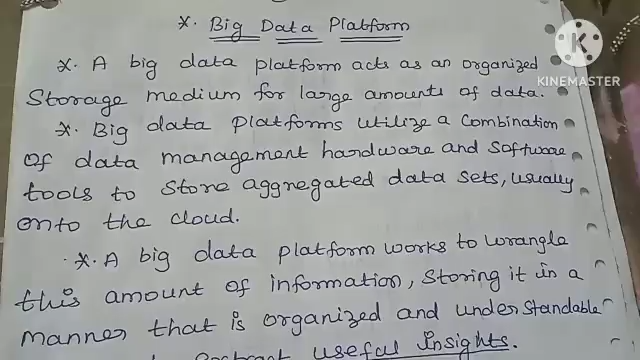 *. Big Data Platform
*. A big data platform acts as an organized
Storage medium for large amounts of data.
*. Big data Platforms utilize a Combination
of data management hardware and Software
tools to store aggregated data sets, usually
onto the cloud.
*. A big data platform works to wrangle
this amount of information, storing it in a
manner that is organized and understandable
useful Insights.
KINEMASTER